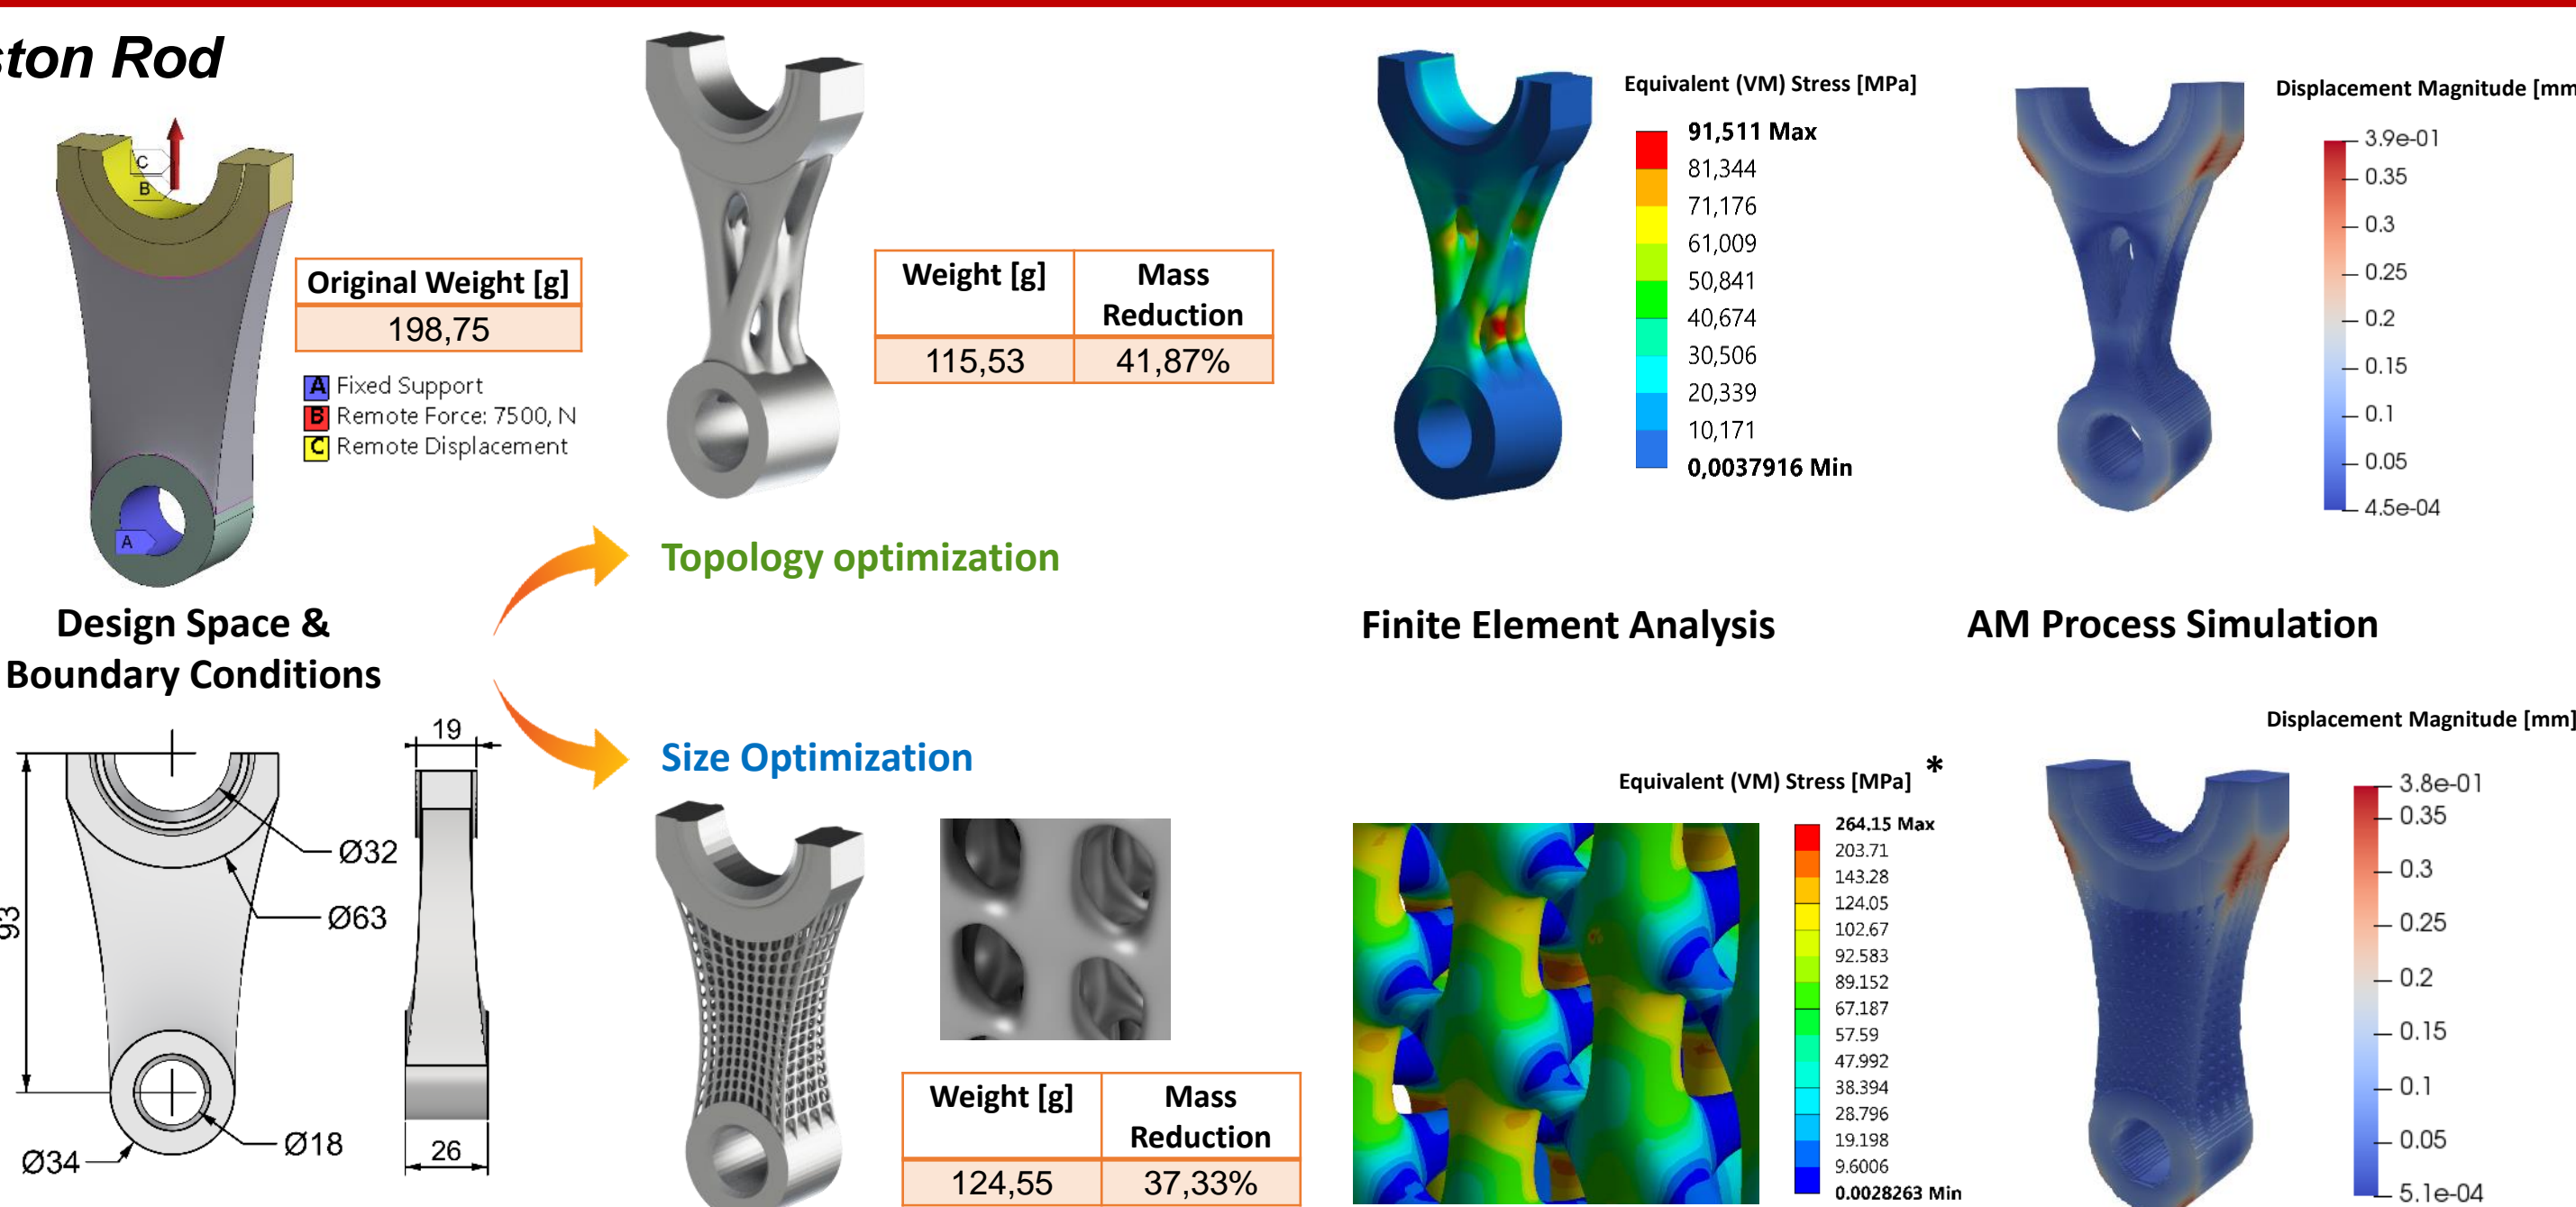 ston Rod
C
B
A
Original Weight [g]
198,75
A Fixed Support
B Remote Force: 7500, N
C Remote Displacement
Design Space &
Boundary Conditions
Weight [g]
Mass
Reduction
115,53
41,87%
Topology optimization
Equivalent (VM) Stress [MPa]
91,511 Max
81,344
71,176
61,009
50,841
40,674
30,506
20,339
10,171
0,0037916 Min
Finite Element Analysis
Displacement Magnitude [mm
3.9e-01
0.35
0.3
0.25
0.2
0.15
0.1
0.05
4.5e-04
AM Process Simulation
93
Ø32
Ø63
Ø18
Ø34
19
26
Size Optimization
Weight [g]
Mass
Reduction
124,55
37,33%
Equivalent (VM) Stress [MPa] *
264.15 Max
203.71
143.28
124.05
102.67
92.583
89.152
67.187
57.59
47.992
38.394
28.796
19.198
9.6006
0.0028263 Min
Displacement Magnitude [mm]
3.8e-01
0.35
0.3
0.25
0.2
0.15
0.1
0.05
5.1e-04